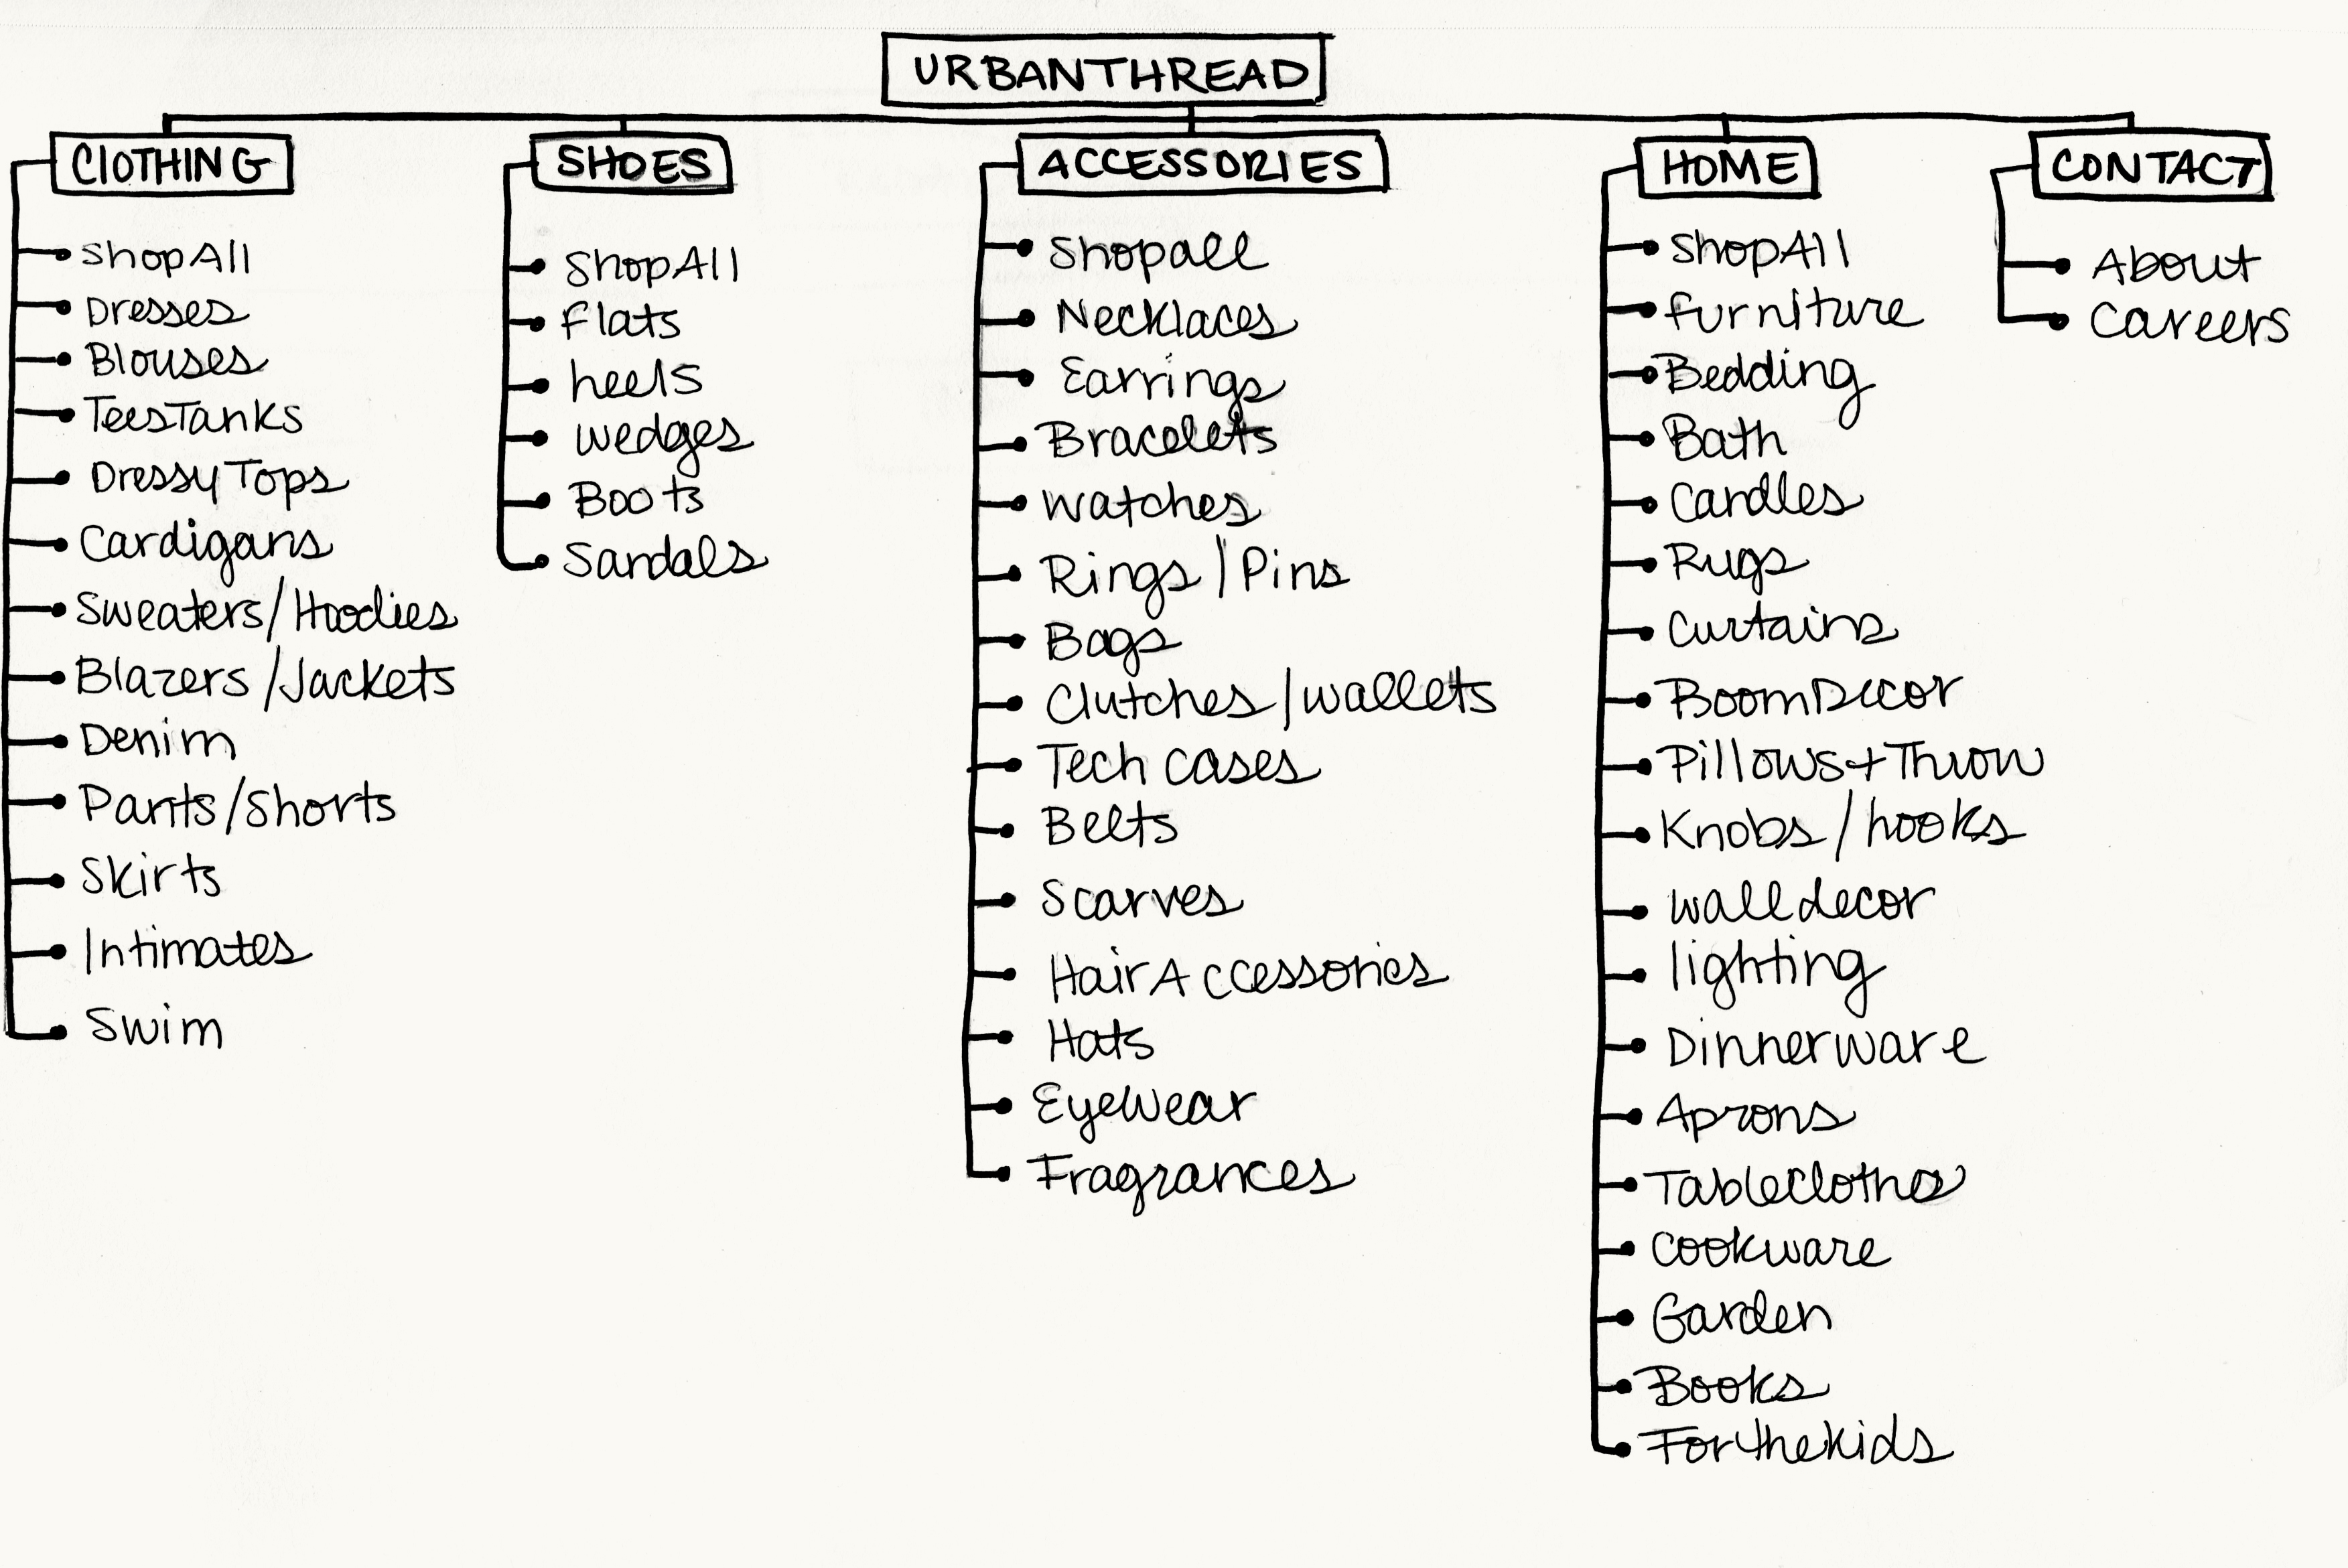 URBANTHREAD
CLOTHING
ShopAll
Dresses
Blouses
TeesTanks
Dressy Tops
Cardigans
Sweaters/Hoodies
Blazers/Jackets
Denim
Pants/Shorts
Skirts
Intimates
Swim
SHOES
ShopAll
flats
heels
wedges
Boots
Sandals
ACCESSORIES
Shopall
Necklaces
Earrings
Bracelets
Watches
Rings/Pins
Bags
Clutches/wallets
Tech cases
Belts
Scarves
Hair Accessories
Hats
Eyewear
Fragrances
HOME
ShopAll
furniture
Bedding
Bath
Candles
Rugs
Curtains
BoomDecor
Pillows+Throw
Knobs/hooks
walldecor
lighting
Dinnerware
Aprons
Tablecloths
Cookware
Garden
Books
Forthekids
CONTACT
About
Careers